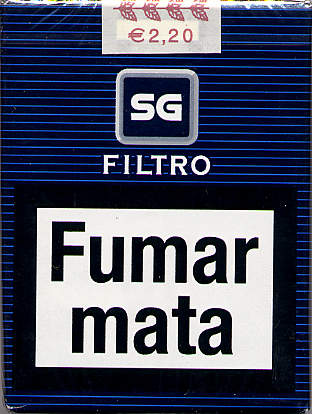 €2,20
SG
FILTRO
Fumar
mata